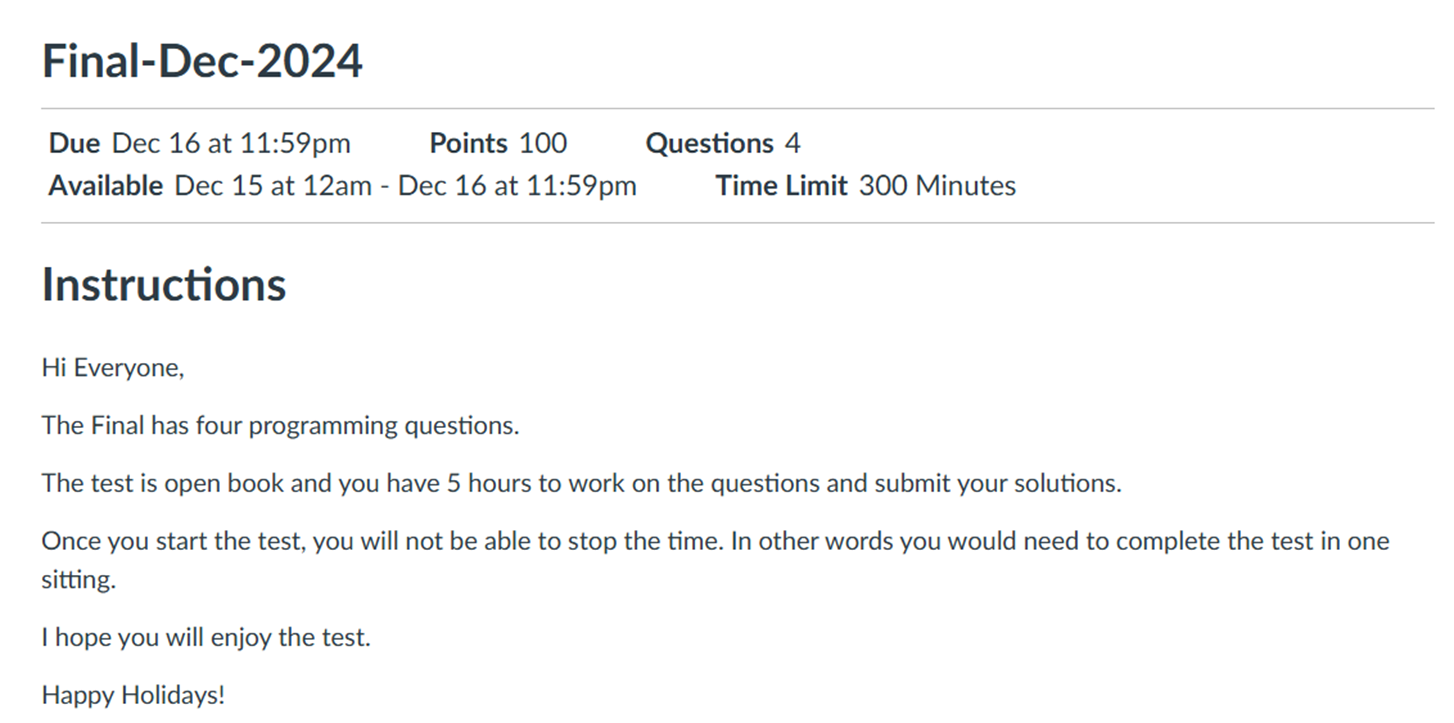 Final-Dec-2024
Due Dec 16 at 11:59pm Points 100 Questions 4
Available Dec 15 at 12am - Dec 16 at 11:59pm Time Limit 300 Minutes
Instructions
Hi Everyone,
The Final has four programming questions.
The test is open book and you have 5 hours to work on the questions and submit your solutions.
Once you start the test, you will not be able to stop the time. In other words you would need to complete the test in one
sitting.
I hope you will enjoy the test.
Happy Holidays!